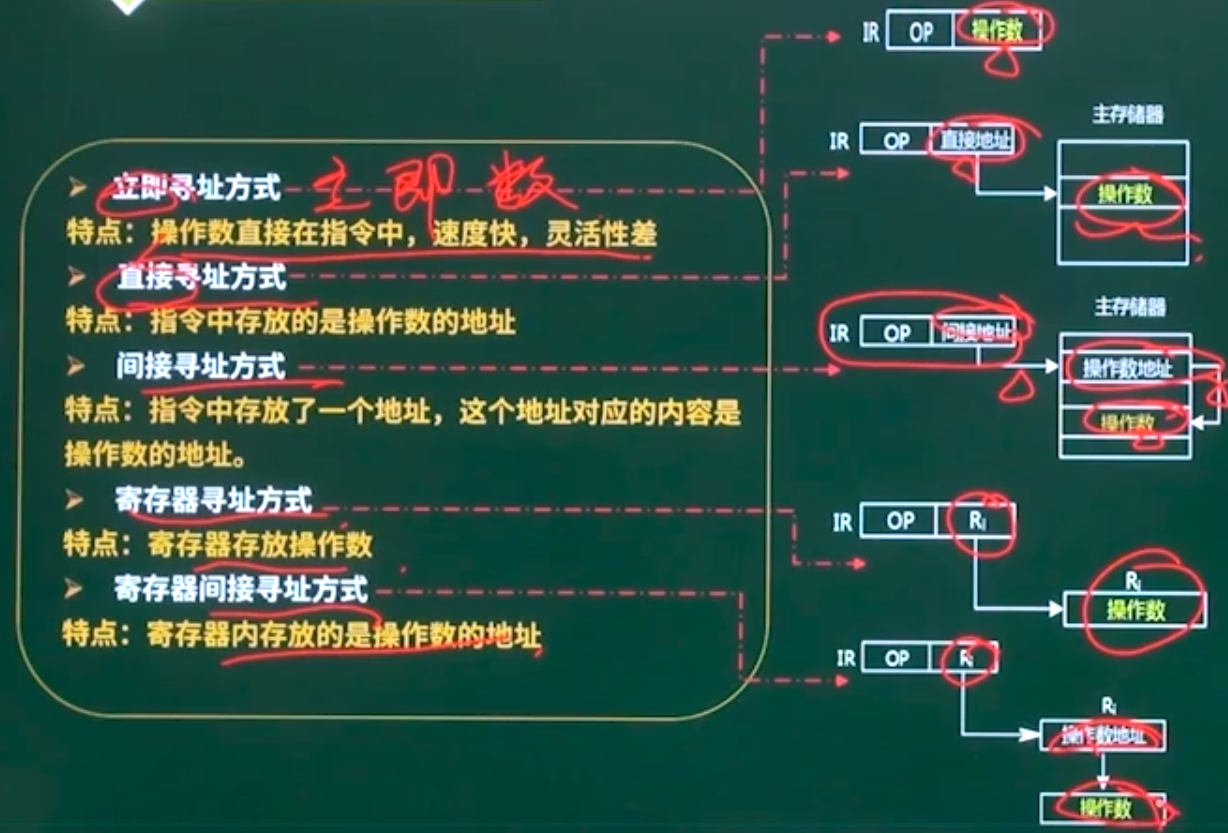 立即寻址方式
立即数
特点：操作数直接在指令中，速度快，灵活性差
直接寻址方式
特点：指令中存放的是操作数的地址
间接寻址方式
特点：指令中存放了一个地址，这个地址对应的内容是
操作数的地址。
寄存器寻址方式
特点：寄存器存放操作数
寄存器间接寻址方式
特点：寄存器内存放的是操作数的地址
IR OP 操作数
主存储器
IR OP 直接地址
操作数
主存储器
IR OP 间接地址
操作数地址
操作数
IR OP Ri
Ri
操作数
IR OP Ri
Ri
操作数地址
操作数